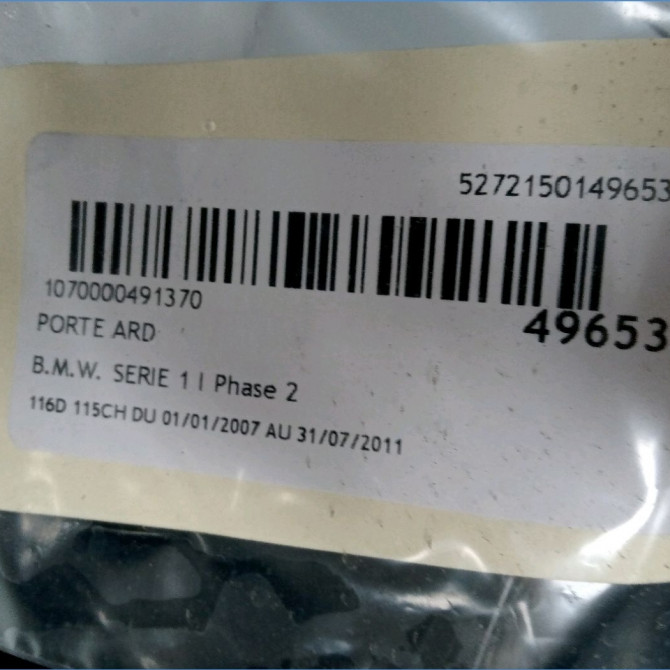 5272150149653
1070000491370
49653
PORTE ARD
B.M.W. SERIE 1 I Phase 2
116D 115CH DU 01/01/2007 AU 31/07/2011